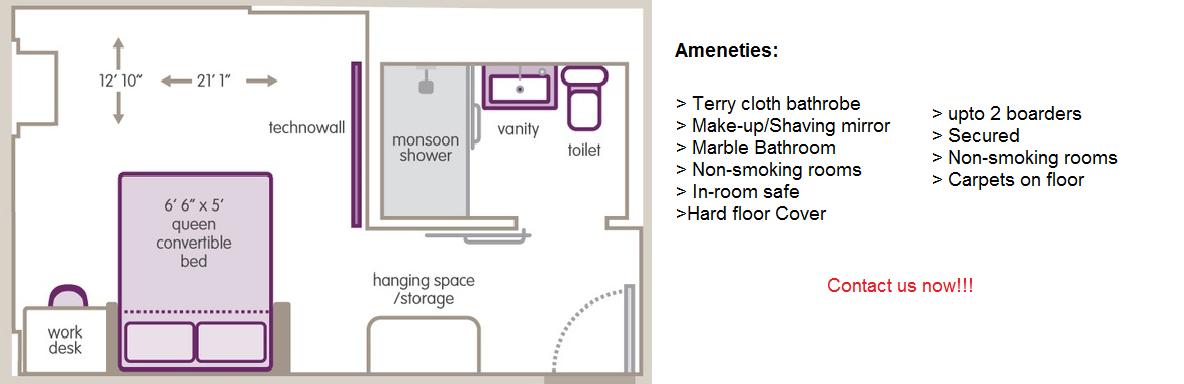 12' 10"
21' 1"
technowall
monsoon
shower
vanity
toilet
6' 6" x 5'
queen
convertible
bed
hanging space
/storage
work
desk
Ameneties:
> Terry cloth bathrobe
> Make-up/Shaving mirror
> Marble Bathroom
> Non-smoking rooms
> In-room safe
>Hard floor Cover
> upto 2 boarders
> Secured
> Non-smoking rooms
> Carpets on floor
Contact us now!!!